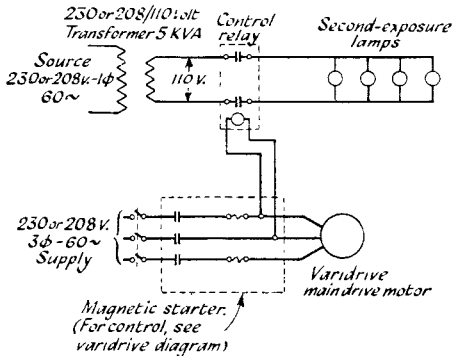 230 or 208/110 volt
Transformer 5 KVA
Control
relay
Second-exposure
lamps
Source
230 or 208v.-1ϕ
60~
110 v.
230 or 208 v.
3ϕ-60~
Supply
Varidrive
main drive motor
Magnetic starter.
(For control, see
varidrive diagram)